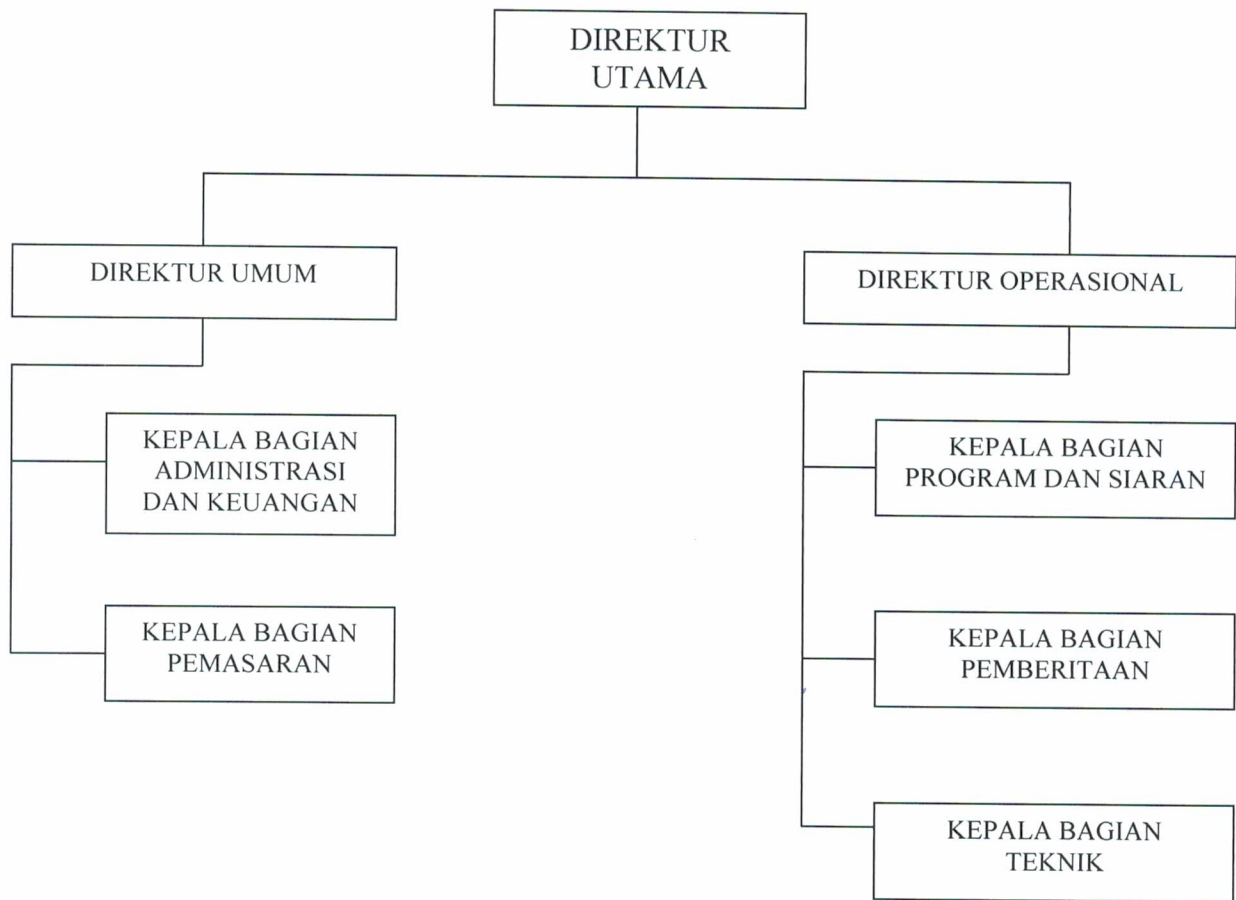 DIREKTUR
UTAMA
DIREKTUR UMUM
DIREKTUR OPERASIONAL
KEPALA BAGIAN
ADMINISTRASI
DAN KEUANGAN
KEPALA BAGIAN
PROGRAM DAN SIARAN
KEPALA BAGIAN
PEMASARAN
KEPALA BAGIAN
PEMBERITAAN
KEPALA BAGIAN
TEKNIK